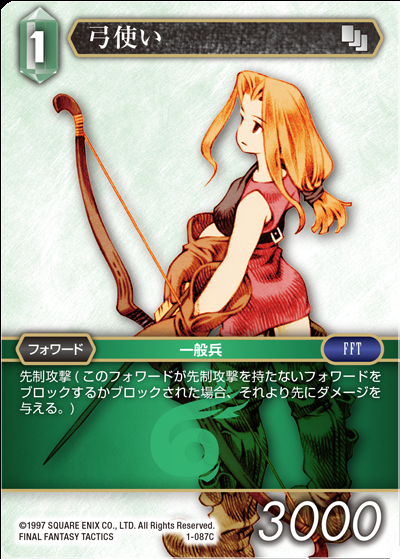 1
弓使い
フォワード
一般兵
FFT
先制攻撃 ( このフォワードが先制攻撃を持たないフォワードを
ブロックするかブロックされた場合、それより先にダメージを
与える。)
©1997 SQUARE ENIX CO., LTD. All Rights Reserved.
FINAL FANTASY TACTICS
1-087C
3000